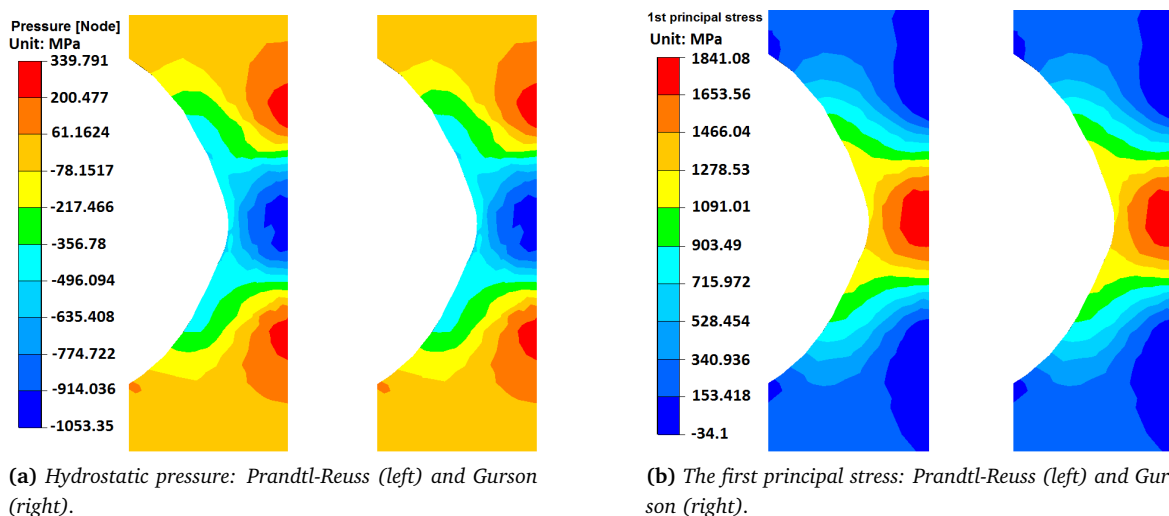 Pressure [Node]
Unit: MPa
339.791
200.477
61.1624
-78.1517
-217.466
-356.78
-496.094
-635.408
-774.722
-914.036
-1053.35
(a) Hydrostatic pressure: Prandtl-Reuss (left) and Gurson
(right).
1st principal stress
Unit: MPa
1841.08
1653.56
1466.04
1278.53
1091.01
903.49
715.972
528.454
340.936
153.418
-34.1
(b) The first principal stress: Prandtl-Reuss (left) and Gur-
son (right).